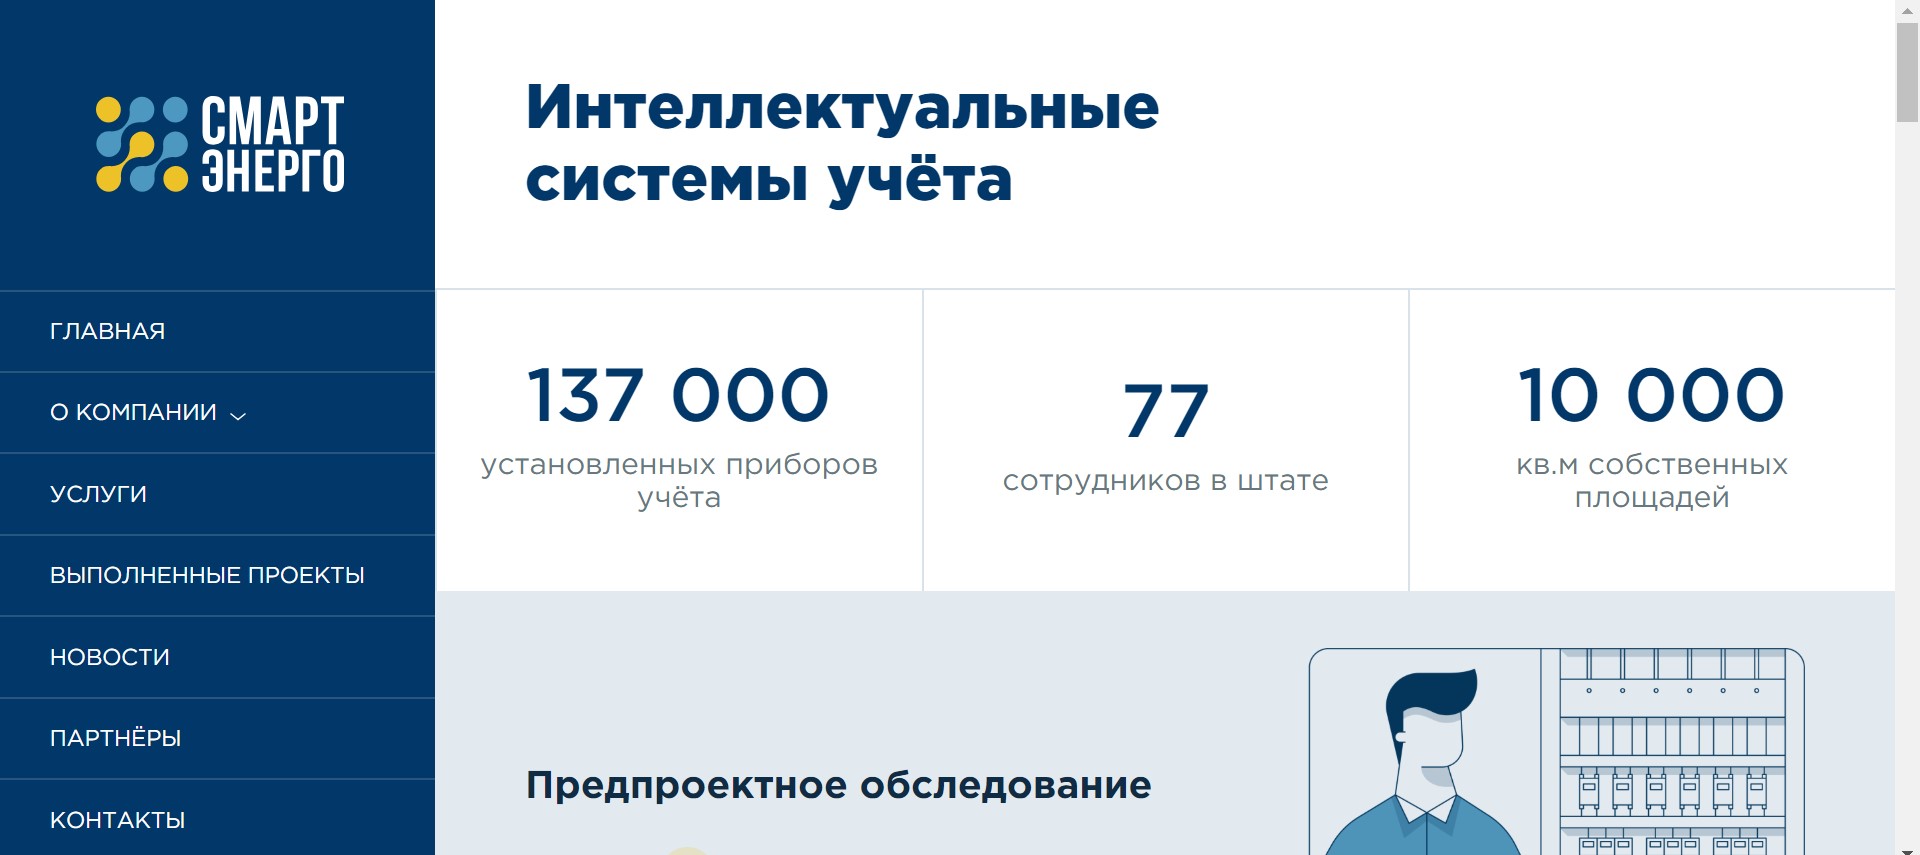 СМАРТ
ЭНЕРГО
ГЛАВНАЯ
О КОМПАНИИ
УСЛУГИ
ВЫПОЛНЕННЫЕ ПРОЕКТЫ
НОВОСТИ
ПАРТНЁРЫ
КОНТАКТЫ
Интеллектуальные
системы учёта
137 000
установленных приборов
учёта
77
сотрудников в штате
10 000
кв.м собственных
площадей
Предпроектное обследование